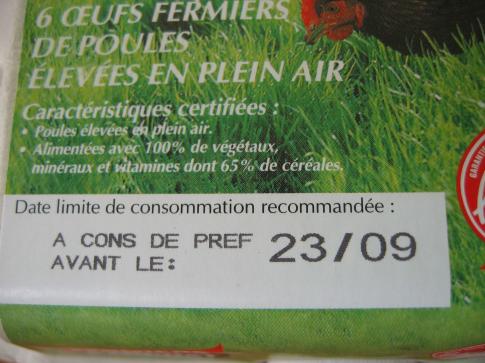 6 ŒUFS FERMIERS
DE POULES
ÉLEVÉES EN PLEIN AIR
Caractéristiques certifiées :
• Poules élevées en plein air.
• Alimentées avec 100% de végétaux,
minéraux et vitamines dont 65% de céréales.
Date limite de consommation recommandée :
A CONS DE PREF 23/09
AVANT LE: